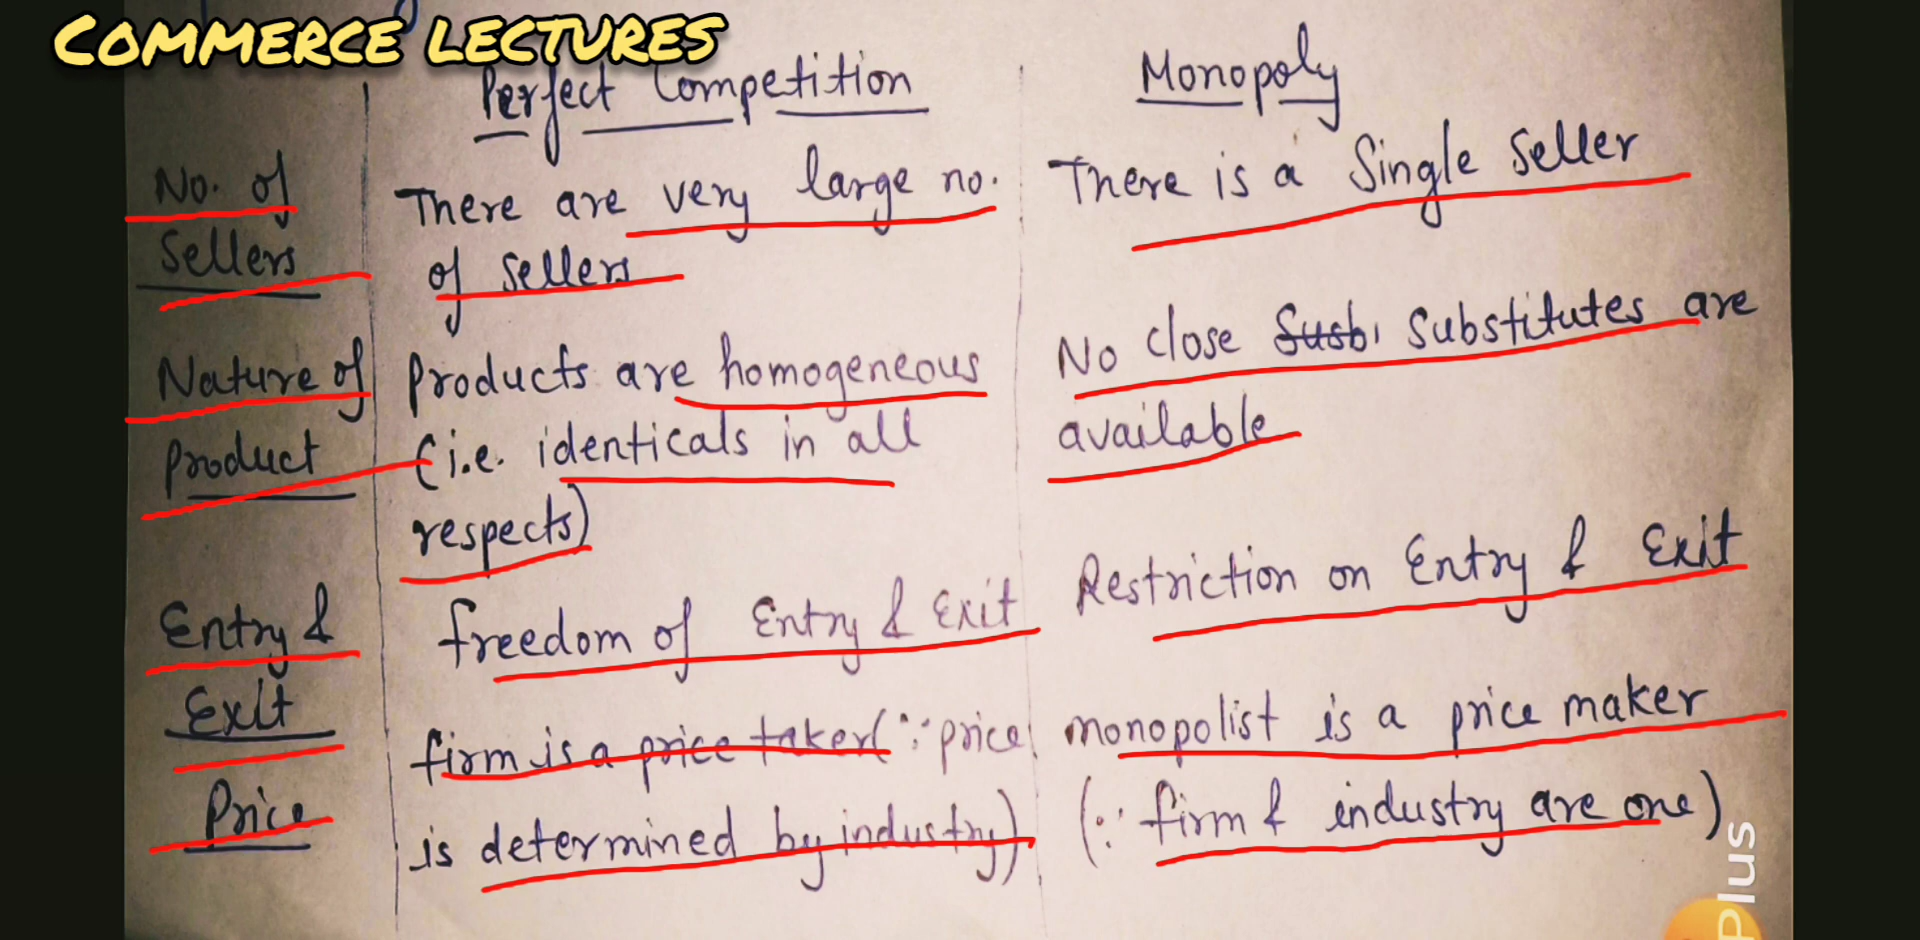 COMMERCE LECTURES
Perfect Competition
Monopoly
No. of
Sellers
There are very large no.
of sellers
There is a Single Seller
Nature of
Product
Products are homogeneous
(i.e. identicals in all
respects)
No close Susb. Substitutes are
available
Entry &
Exit
freedom of Entry & Exit
Restriction on Entry & Exit
Price
firm is a price taker (∵ price
is determined by industry)
monopolist is a price maker
(∵ firm & industry are one)
Plus